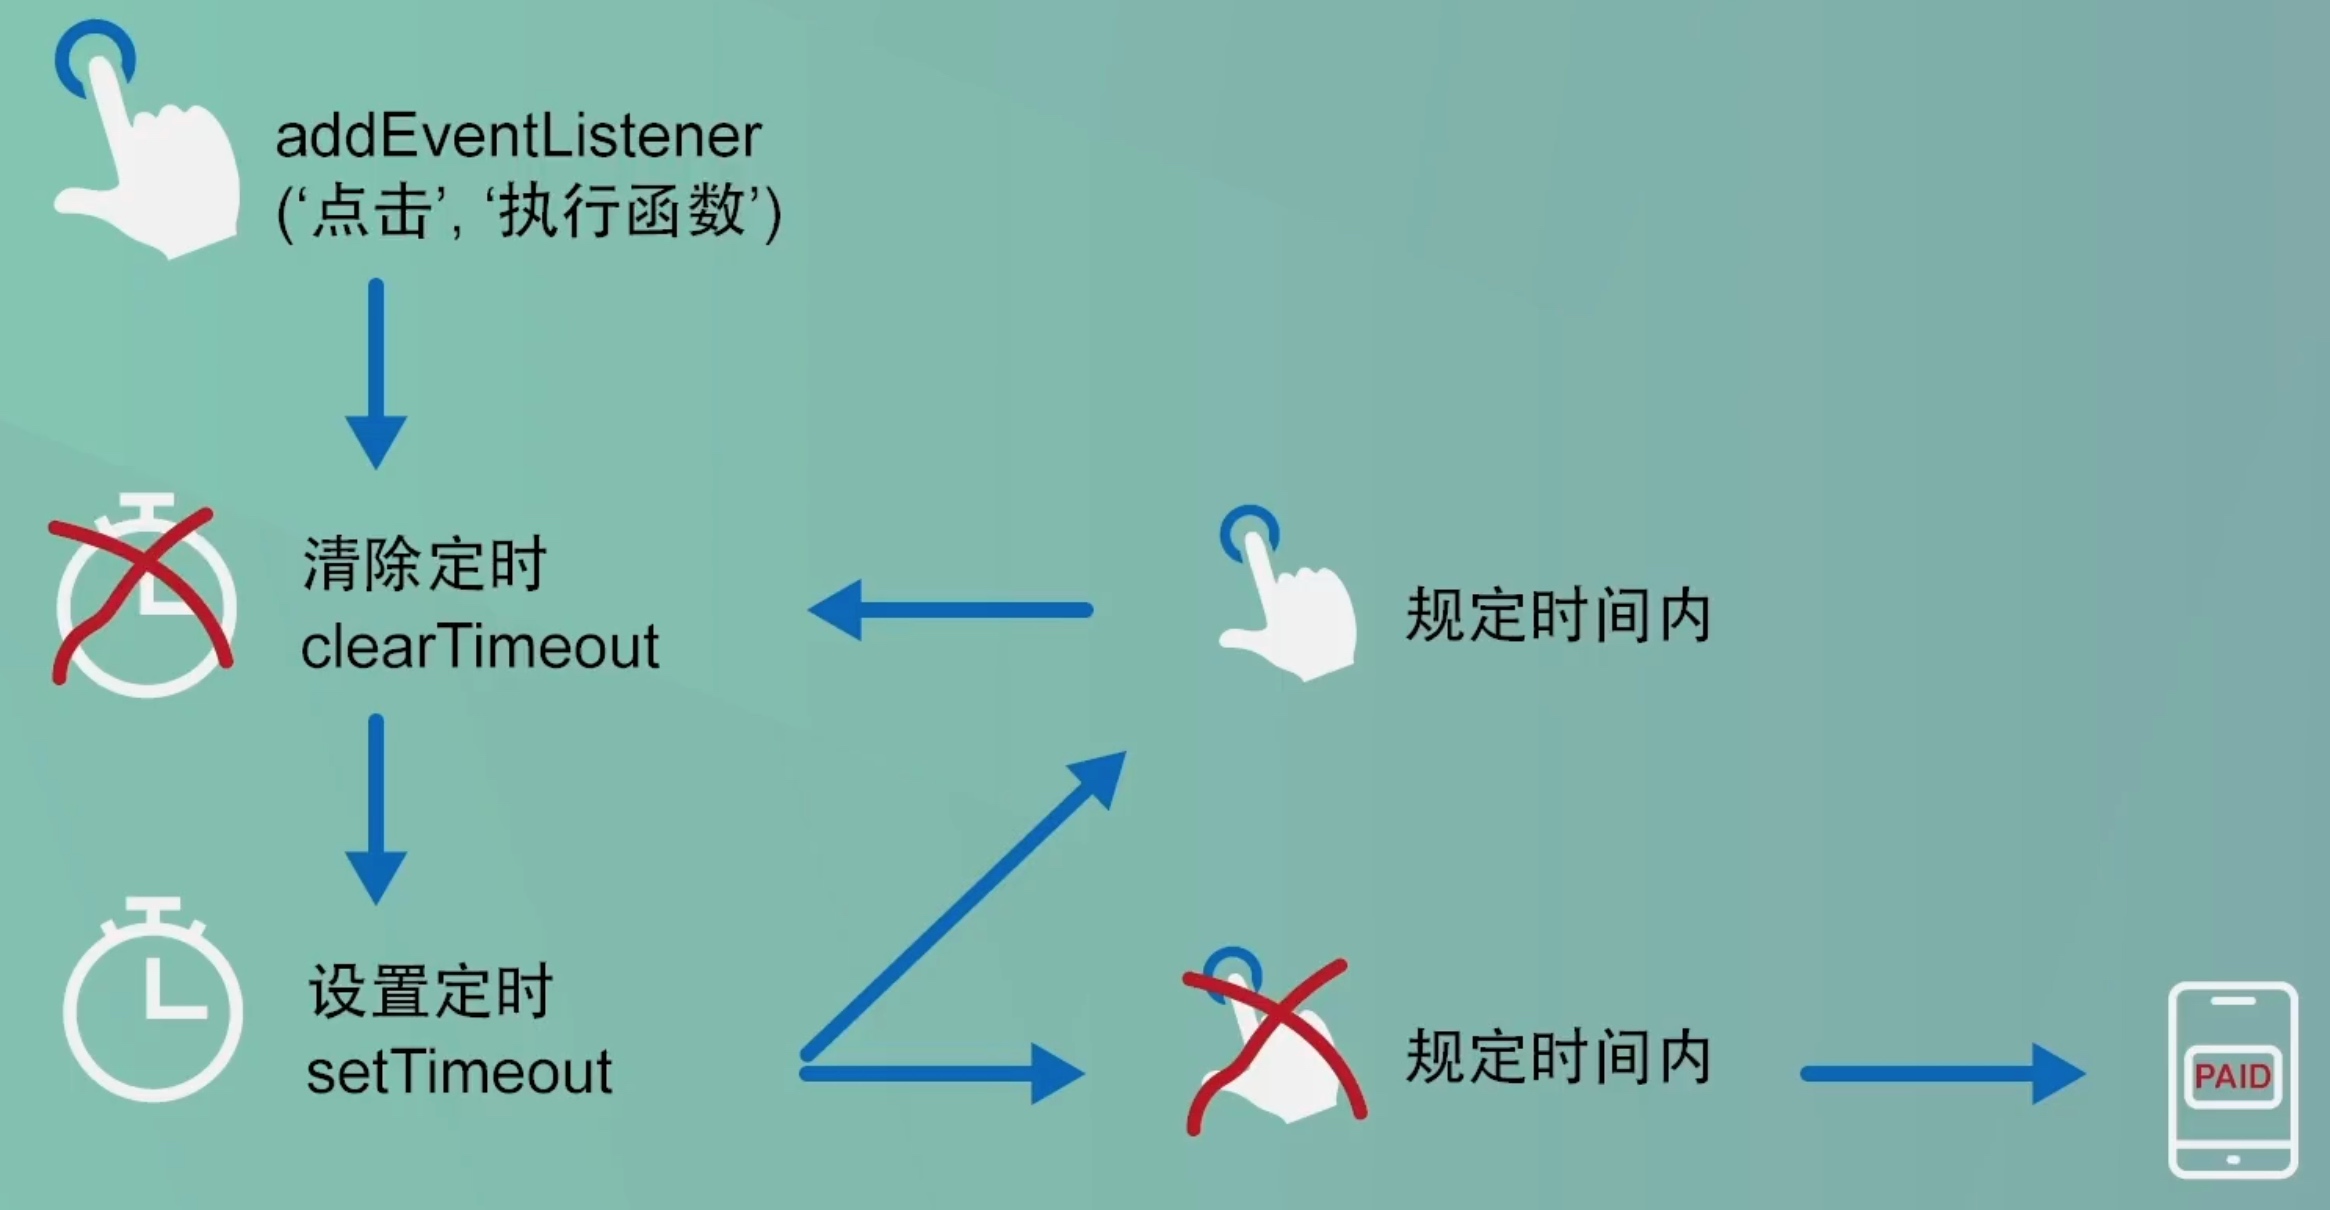 addEventListener
(‘点击’, ‘执行函数’)
清除定时
clearTimeout
规定时间内
设置定时
setTimeout
规定时间内
PAID